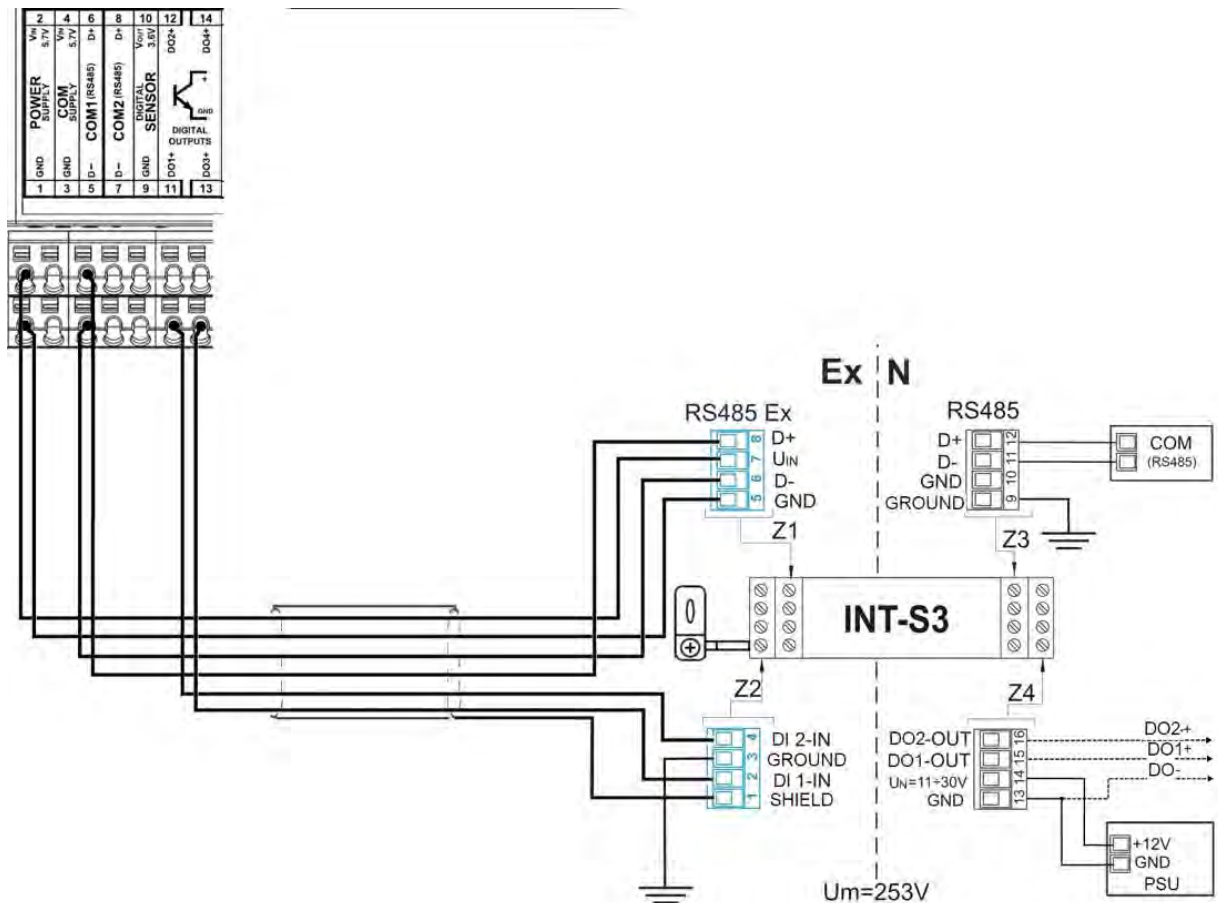 2 4 6 8 10 12 14
VIN 5,7V
VIN 5,7V
D+
D+
VOUT 3,6V
DO2+
DO4+
POWER SUPPLY
COM SUPPLY
COM1 (RS485)
COM2 (RS485)
DIGITAL SENSOR
+
GND
DIGITAL OUTPUTS
GND
GND
D-
D-
GND
DO1+
DO3+
1 3 5 7 9 11 13
Ex N
RS485 Ex
8 D+
7 UIN
6 D-
5 GND
Z1
RS485
D+ 12
D- 11
GND 10
GROUND 9
Z3
COM
(RS485)
INT-S3
Z2
Z4
4 DI 2-IN
3 GROUND
2 DI 1-IN
1 SHIELD
DO2-OUT 16
DO1-OUT 15
UN=11÷30V 14
GND 13
DO2-+
DO1+
DO-
+12V
GND
PSU
Um=253V